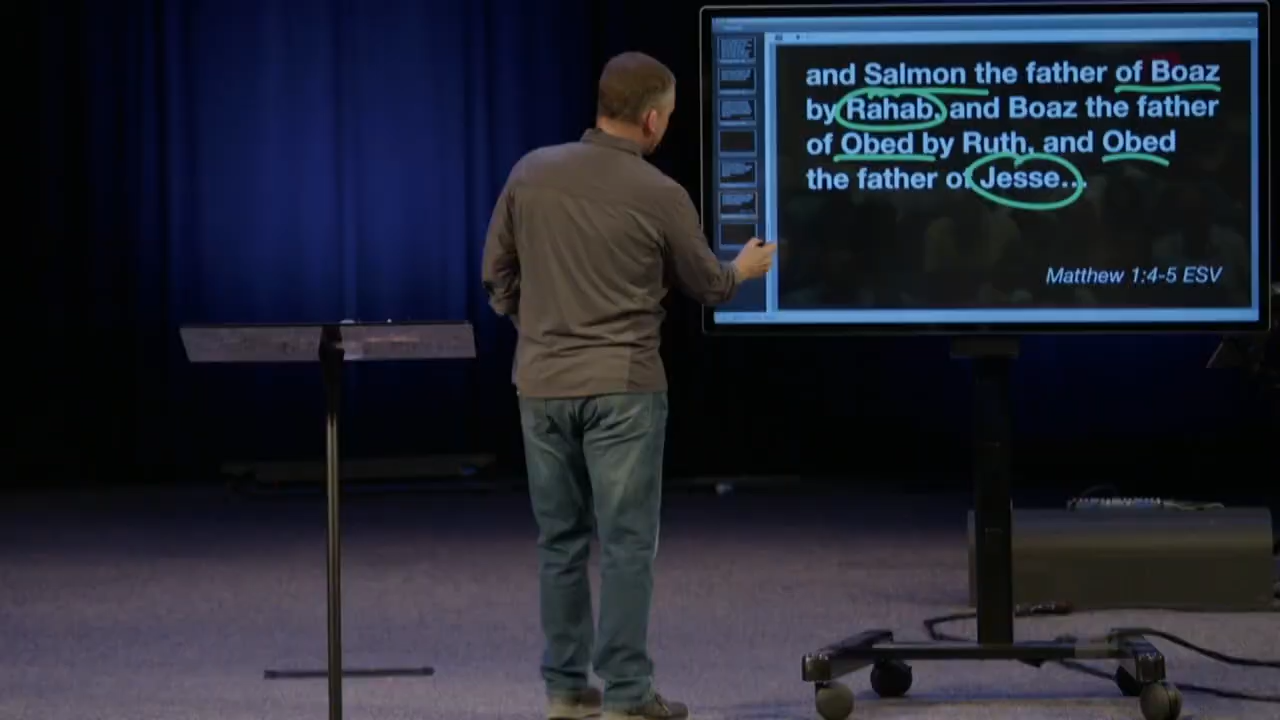 and Salmon the father of Boaz
by Rahab, and Boaz the father
of Obed by Ruth, and Obed
the father of Jesse...
Matthew 1:4-5 ESV